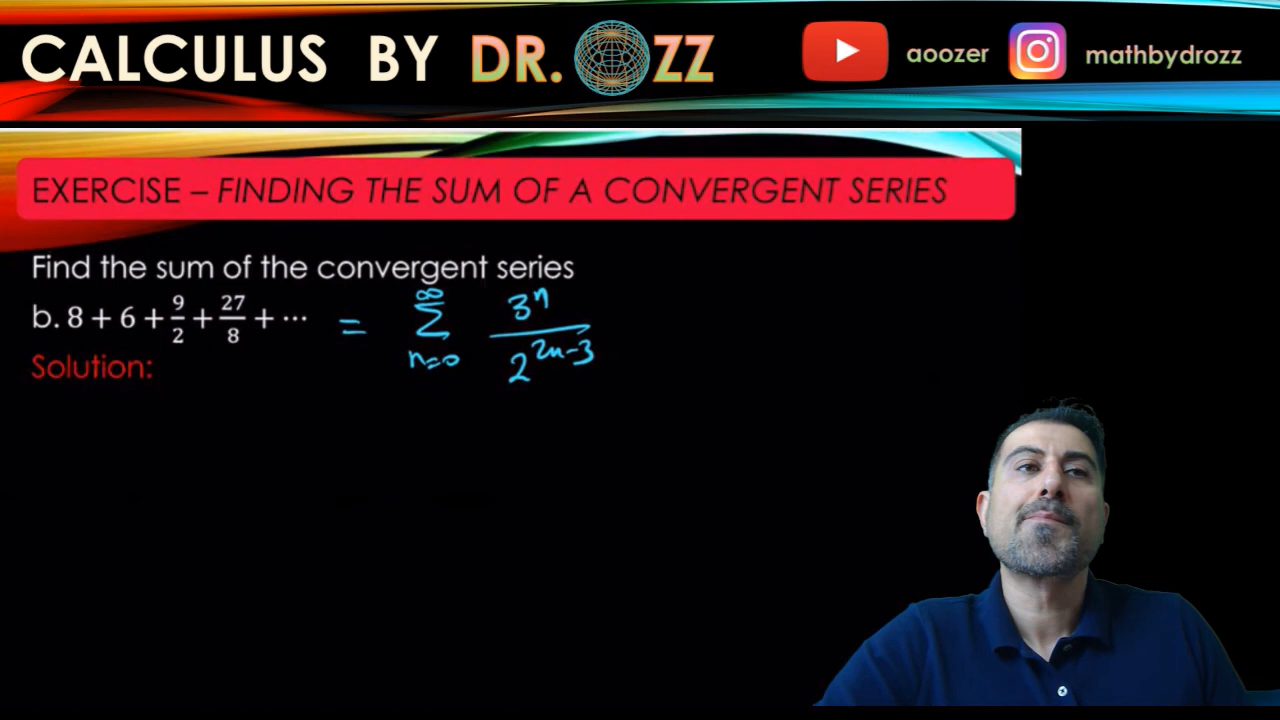 CALCULUS BY DR. OZZ
aoozer
mathbydrozz
EXERCISE – FINDING THE SUM OF A CONVERGENT SERIES
Find the sum of the convergent series
b. 8 + 6 + 9/2 + 27/8 + ⋯ = ∞ Σ n=0 3^n / 2^(2n-3)
Solution: